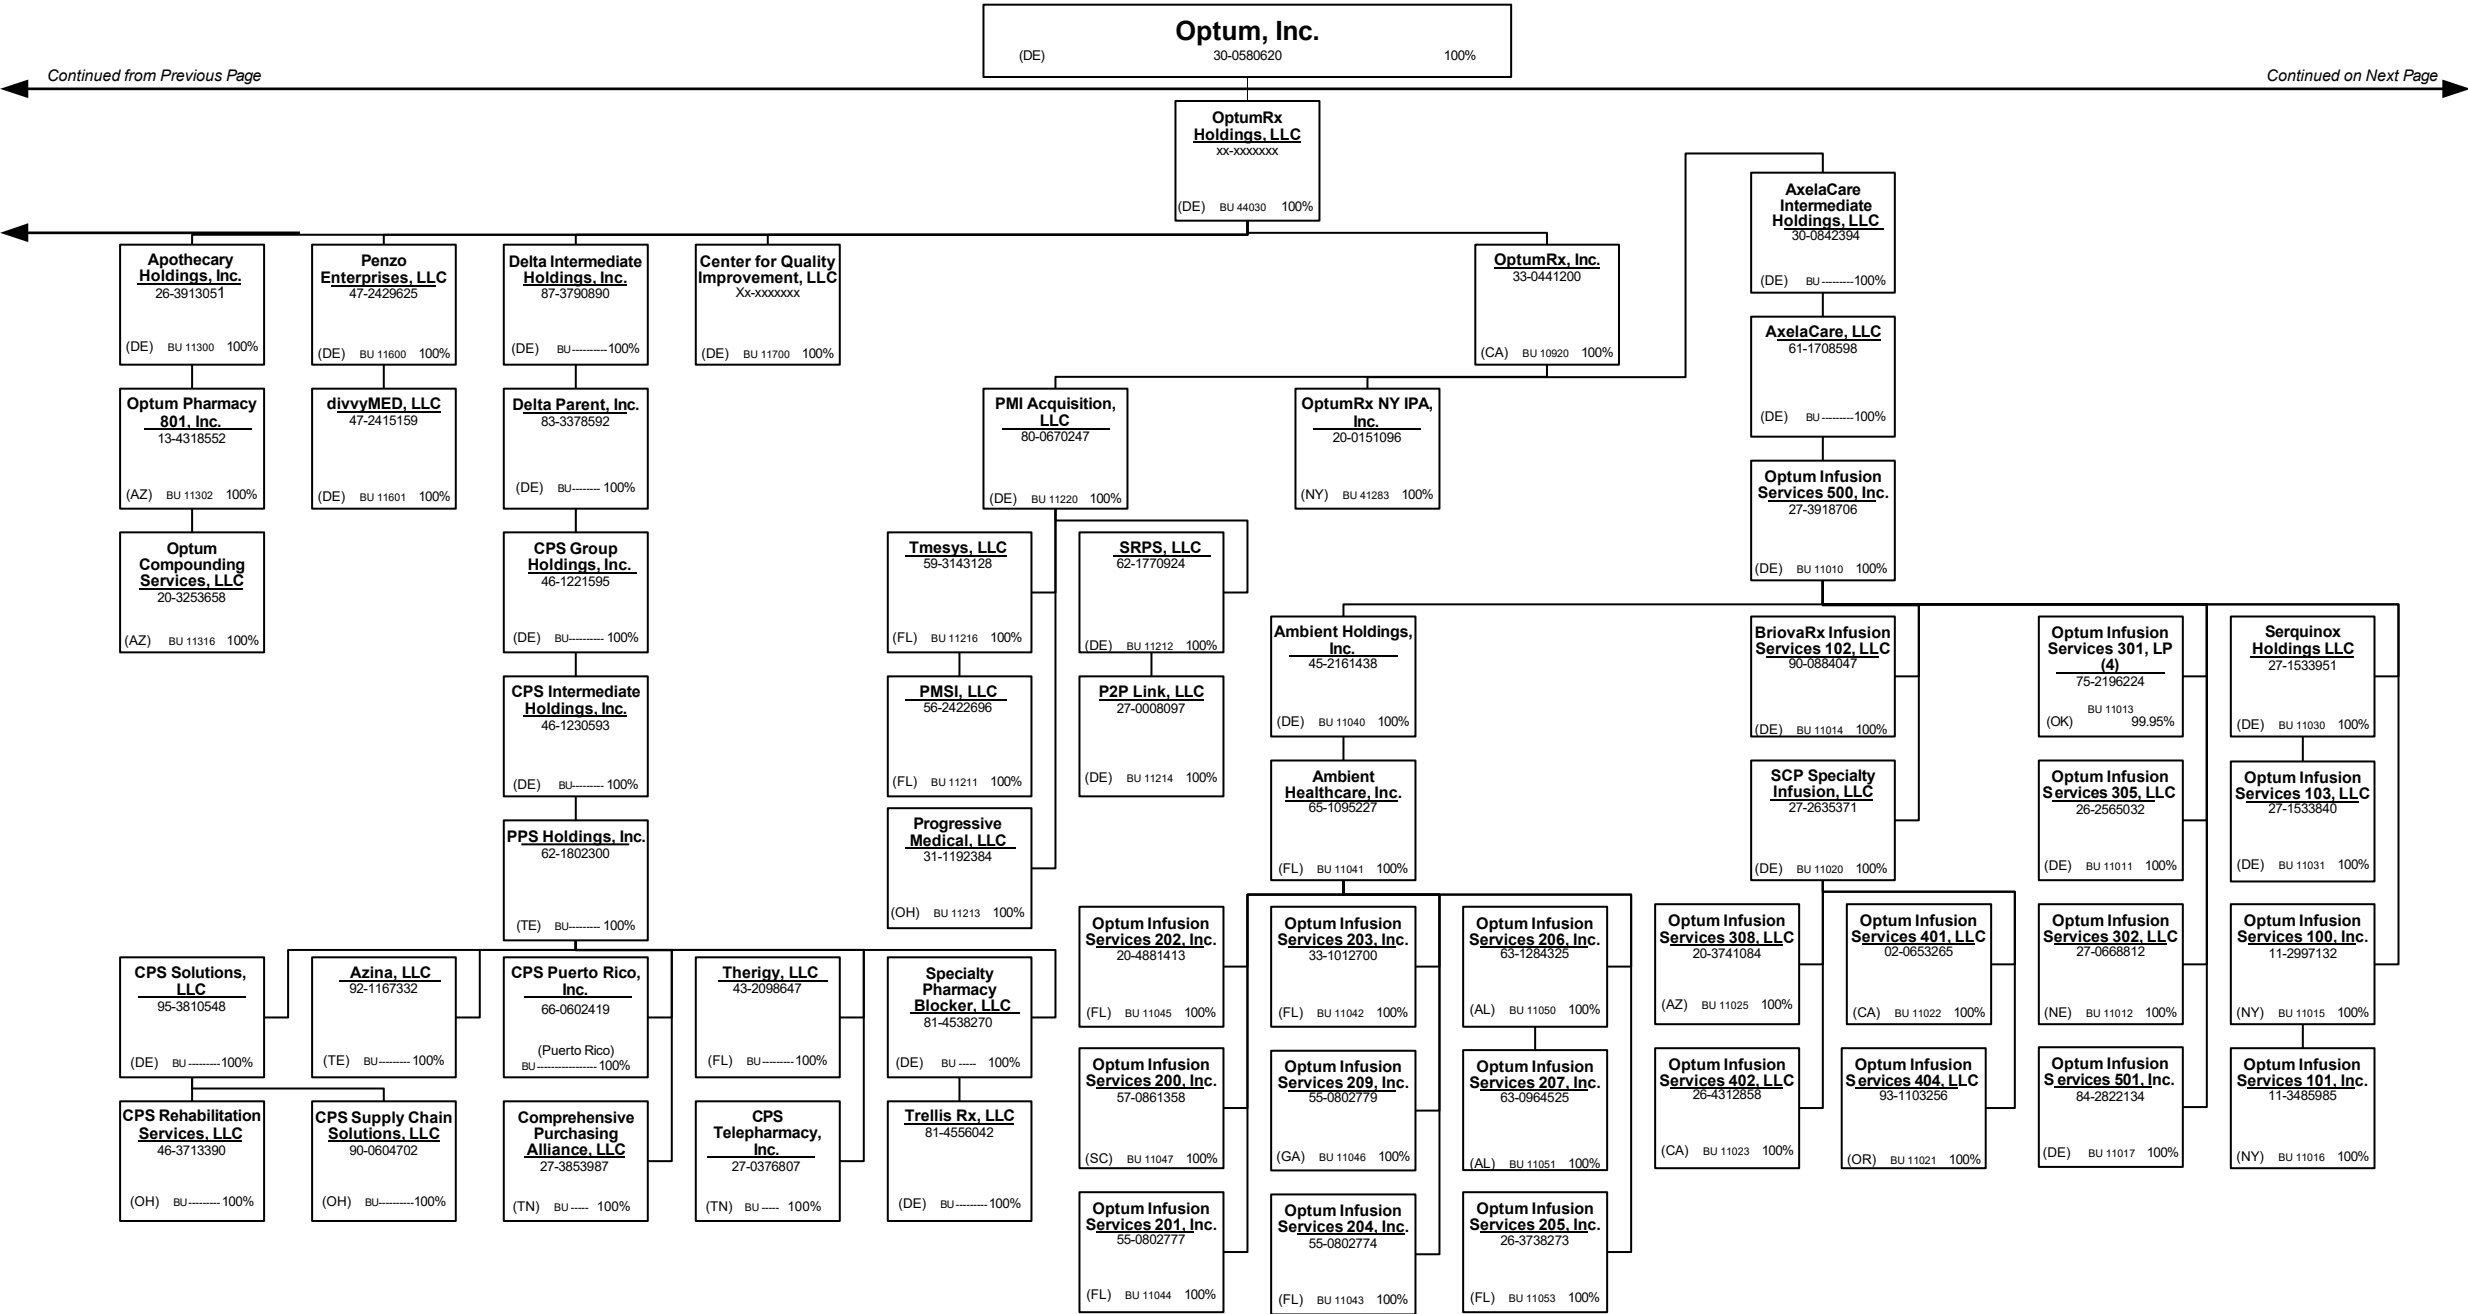 Optum, Inc.
(DE) 30-0580620 100%
Continued from Previous Page
Continued on Next Page
OptumRx
Holdings, LLC
xx-xxxxxxx
(DE) BU 44030 100%
AxelaCare
Intermediate
Holdings, LLC
30-0842394
(DE) BU --------- 100%
Apothecary
Holdings, Inc.
26-3913051
(DE) BU 11300 100%
Penzo
Enterprises, LLC
47-2429625
(DE) BU 11600 100%
Delta Intermediate
Holdings, Inc.
87-3790890
(DE) BU ---------- 100%
Center for Quality
Improvement, LLC
Xx-xxxxxxx
(DE) BU 11700 100%
OptumRx, Inc.
33-0441200
(CA) BU 10920 100%
AxelaCare, LLC
61-1708598
(DE) BU --------- 100%
Optum Pharmacy
801, Inc.
13-4318552
(AZ) BU 11302 100%
divvyMED, LLC
47-2415159
(DE) BU 11601 100%
Delta Parent, Inc.
83-3378592
(DE) BU-------- 100%
PMI Acquisition,
LLC
80-0670247
(DE) BU 11220 100%
OptumRx NY IPA,
Inc.
20-0151096
(NY) BU 41283 100%
Optum Infusion
Services 500, Inc.
27-3918706
(DE) BU 11010 100%
Optum
Compounding
Services, LLC
20-3253658
(AZ) BU 11316 100%
CPS Group
Holdings, Inc.
46-1221595
(DE) BU---------- 100%
Tmesys, LLC
59-3143128
(FL) BU 11216 100%
SRPS, LLC
62-1770924
(DE) BU 11212 100%
Ambient Holdings,
Inc.
45-2161438
(DE) BU 11040 100%
BriovaRx Infusion
Services 102, LLC
90-0884047
(DE) BU 11014 100%
Optum Infusion
Services 301, LP
(4)
75-2196224
BU 11013
(OK) 99.95%
Serquinox
Holdings LLC
27-1533951
(DE) BU 11030 100%
CPS Intermediate
Holdings, Inc.
46-1230593
(DE) BU--------- 100%
PMSI, LLC
56-2422696
(FL) BU 11211 100%
P2P Link, LLC
27-0008097
(DE) BU 11214 100%
Ambient
Healthcare, Inc.
65-1095227
(FL) BU 11041 100%
SCP Specialty
Infusion, LLC
27-2635371
(DE) BU 11020 100%
Optum Infusion
Services 305, LLC
26-2565032
(DE) BU 11011 100%
Optum Infusion
Services 103, LLC
27-1533840
(DE) BU 11031 100%
PPS Holdings, Inc.
62-1802300
(TE) BU--------- 100%
Progressive
Medical, LLC
31-1192384
(OH) BU 11213 100%
Optum Infusion
Services 202, Inc.
20-4881413
(FL) BU 11045 100%
Optum Infusion
Services 203, Inc.
33-1012700
(FL) BU 11042 100%
Optum Infusion
Services 206, Inc.
63-1284325
(AL) BU 11050 100%
Optum Infusion
Services 308, LLC
20-3741084
(AZ) BU 11025 100%
Optum Infusion
Services 401, LLC
02-0653265
(CA) BU 11022 100%
Optum Infusion
Services 302, LLC
27-0668812
(NE) BU 11012 100%
Optum Infusion
Services 100, Inc.
11-2997132
(NY) BU 11015 100%
CPS Solutions,
LLC
95-3810548
(DE) BU --------- 100%
Azina, LLC
92-1167332
(TE) BU--------- 100%
CPS Puerto Rico,
Inc.
66-0602419
(Puerto Rico)
BU ----------------- 100%
Therigy, LLC
43-2098647
(FL) BU --------- 100%
Specialty
Pharmacy
Blocker, LLC
81-4538270
(DE) BU ----- 100%
Optum Infusion
Services 200, Inc.
57-0861358
(SC) BU 11047 100%
Optum Infusion
Services 209, Inc.
55-0802779
(GA) BU 11046 100%
Optum Infusion
Services 207, Inc.
63-0964525
(AL) BU 11051 100%
Optum Infusion
Services 402, LLC
26-4312858
(CA) BU 11023 100%
Optum Infusion
Services 404, LLC
93-1103256
(OR) BU 11021 100%
Optum Infusion
Services 501, Inc.
84-2822134
(DE) BU 11017 100%
Optum Infusion
Services 101, Inc.
11-3485985
(NY) BU 11016 100%
CPS Rehabilitation
Services, LLC
46-3713390
(OH) BU --------- 100%
CPS Supply Chain
Solutions, LLC
90-0604702
(OH) BU---------- 100%
Comprehensive
Purchasing
Alliance, LLC
27-3853987
(TN) BU ----- 100%
CPS
Telepharmacy,
Inc.
27-0376807
(TN) BU ----- 100%
Trellis Rx, LLC
81-4556042
(DE) BU --------- 100%
Optum Infusion
Services 201, Inc.
55-0802777
(FL) BU 11044 100%
Optum Infusion
Services 204, Inc.
55-0802774
(FL) BU 11043 100%
Optum Infusion
Services 205, Inc.
26-3738273
(FL) BU 11053 100%